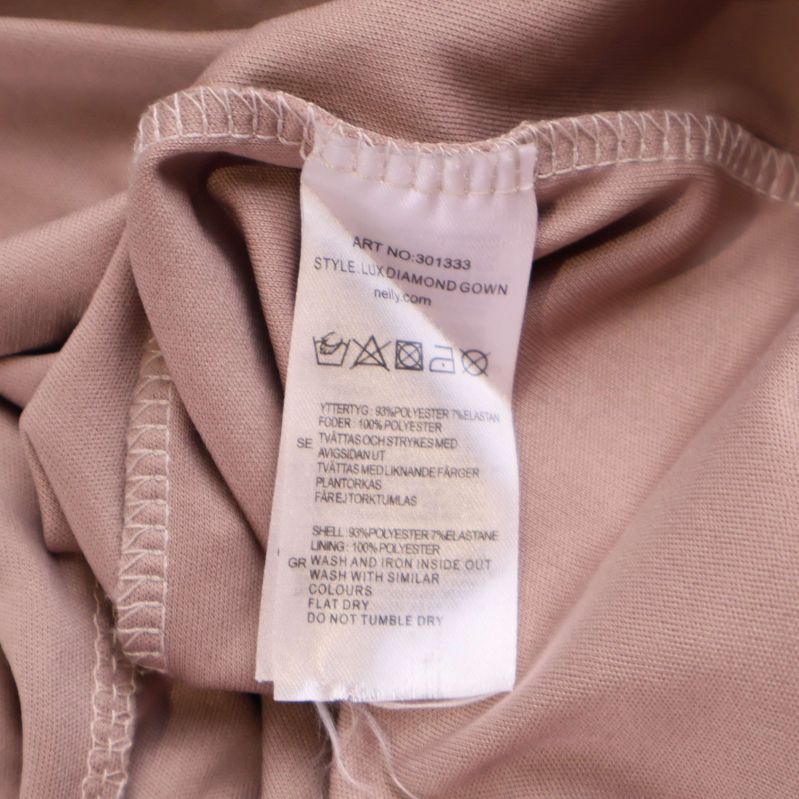 ART NO:301333
STYLE:LUX DIAMOND GOWN
nelly.com
YTTERTYG: 93%POLYESTER 7%ELASTAN
FODER: 100% POLYESTER
SE TVÄTTAS OCH STRYKES MED
AVIGSIDAN UT
TVÄTTAS MED LIKNANDE FÄRGER
PLANTORKAS
FÅR EJ TORKTUMLAS
SHELL: 93%POLYESTER 7%ELASTANE
LINING: 100% POLYESTER
GR WASH AND IRON INSIDE OUT
WASH WITH SIMILAR
COLOURS
FLAT DRY
DO NOT TUMBLE DRY